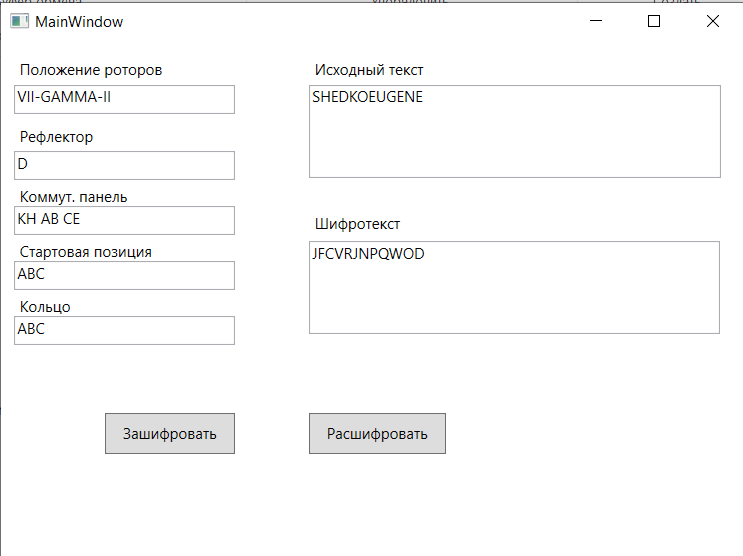 MainWindow
Положение роторов
VII-GAMMA-II
Рефлектор
D
Коммут. панель
KH AB CE
Стартовая позиция
ABC
Кольцо
ABC
Исходный текст
SHEDKOEUGENE
Шифротекст
JFCVRJNPQWOD
Зашифровать
Расшифровать